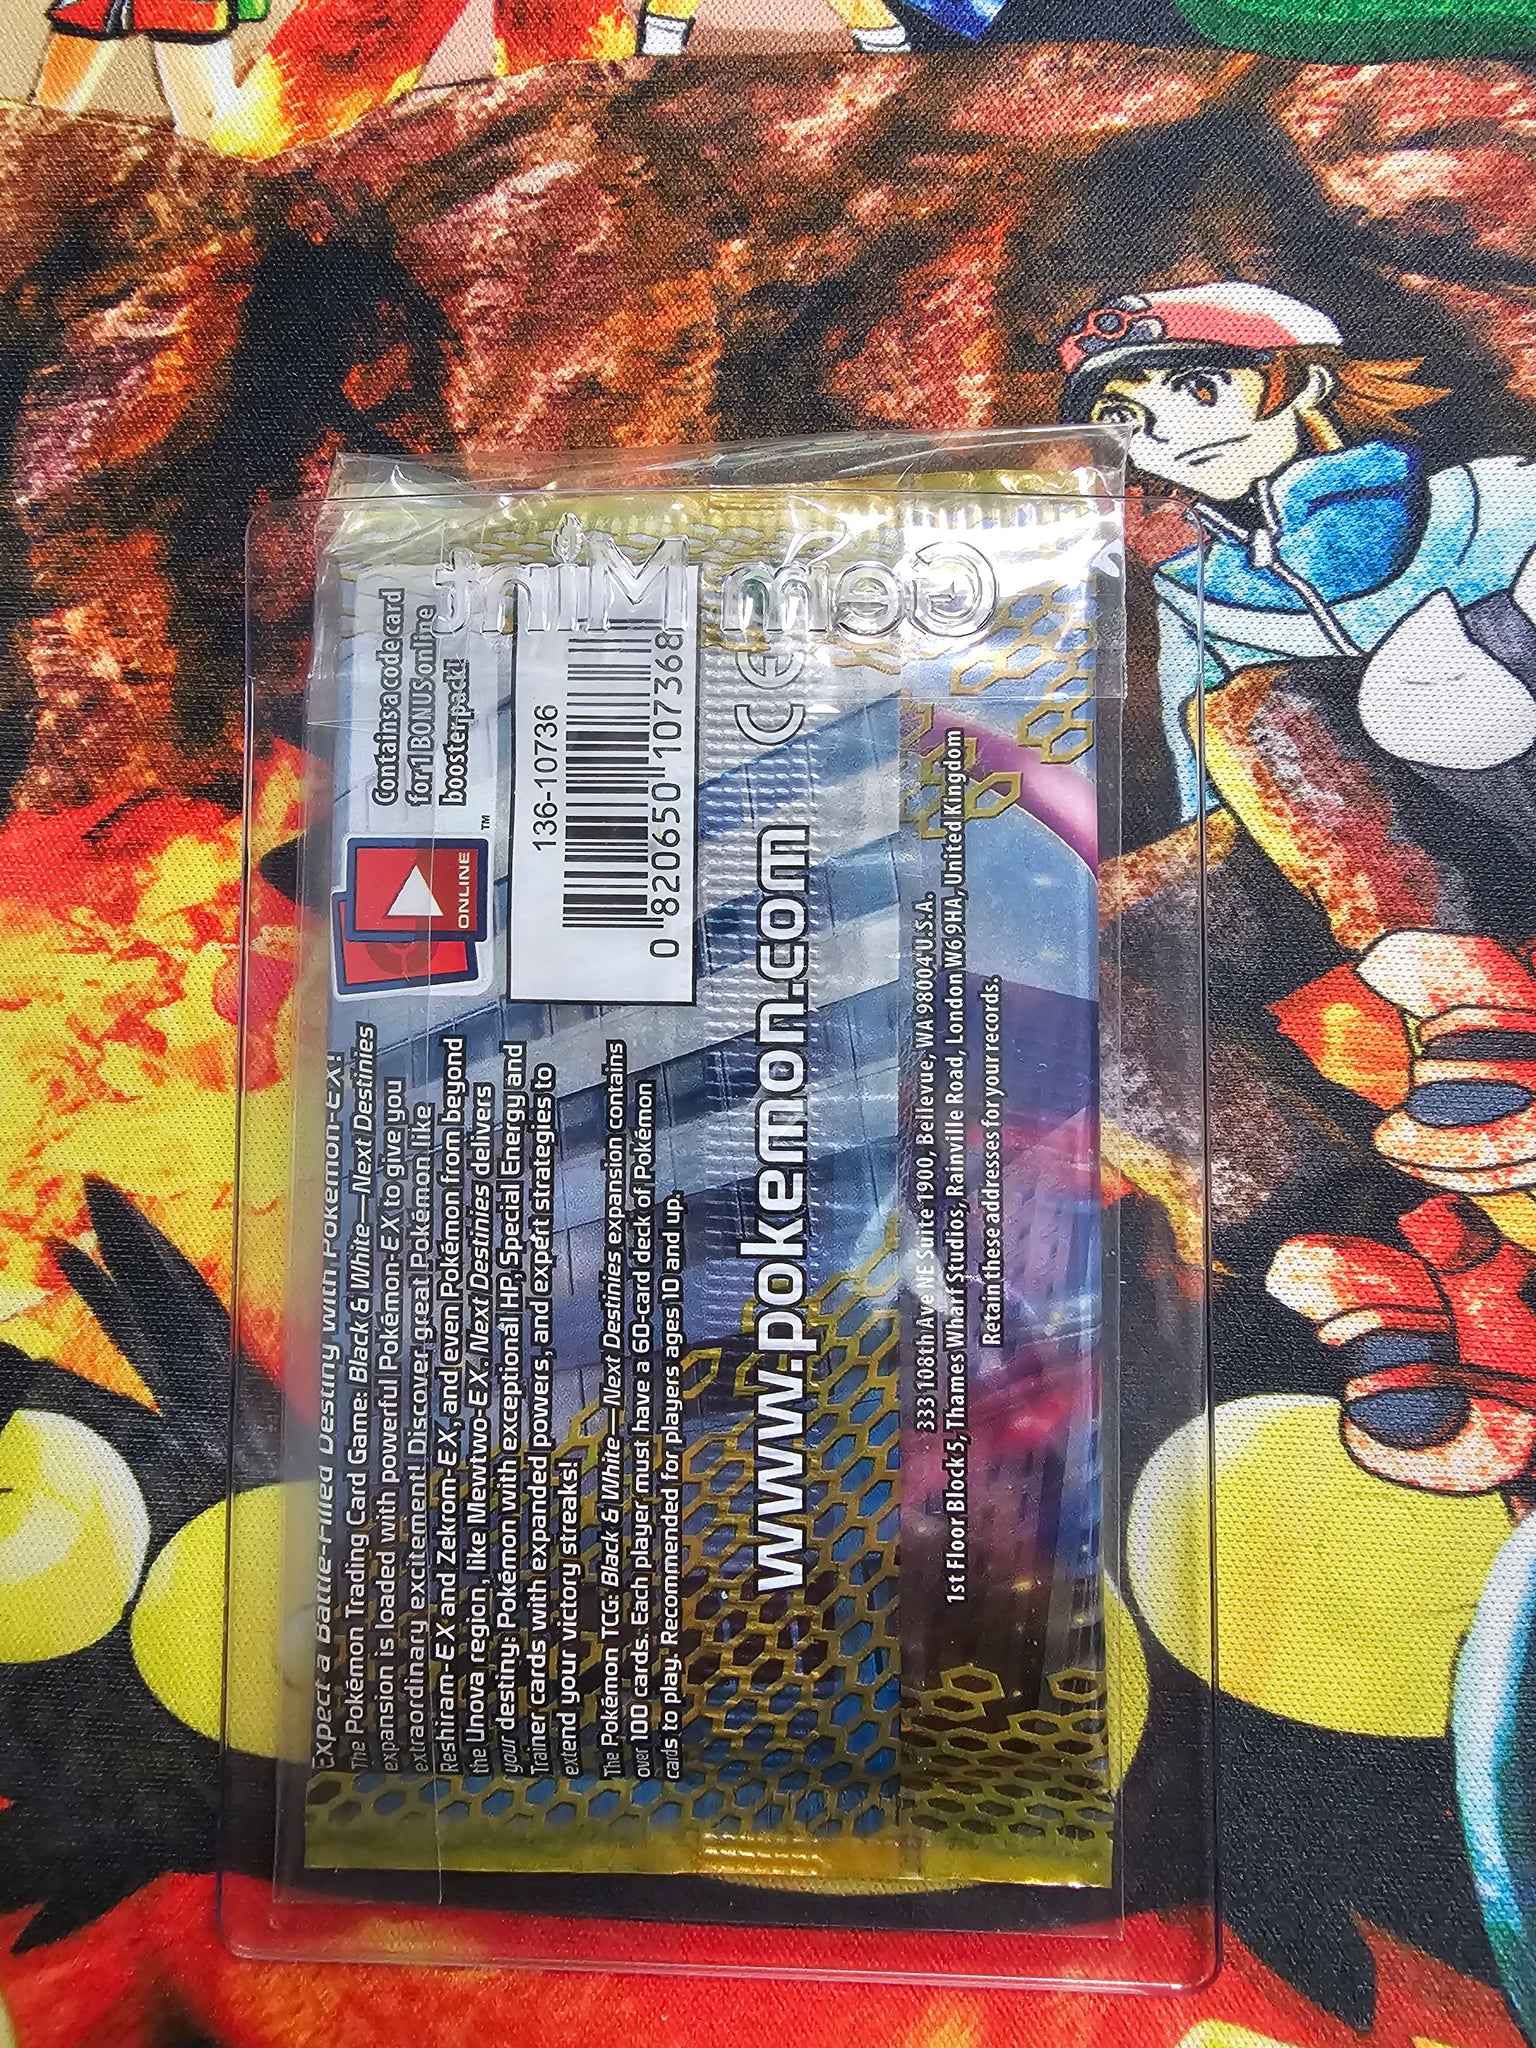 Gem Mint
Expect a Battle-Filled Destiny with Pokémon-EX!
The Pokémon Trading Card Game: Black & White—Next Destinies
expansion is loaded with powerful Pokémon-EX to give you
extraordinary excitement! Discover great Pokémon like
Reshiram-EX and Zekrom-EX, and even Pokémon from beyond
the Unova region, like Mewtwo-EX. Next Destinies delivers
your destiny: Pokémon with exceptional HP, Special Energy and
Trainer cards with expanded powers, and expert strategies to
extend your victory streaks!
The Pokémon TCG: Black & White—Next Destinies expansion contains
over 100 cards. Each player must have a 60-card deck of Pokémon
cards to play. Recommended for players ages 10 and up.
ONLINE
TM
Contains a code card
for 1 BONUS online
booster pack!
136-10736
0 82065010736 8
www.pokemon.com
CE
333 108th Ave NE Suite 1900, Bellevue, WA 98004 U.S.A.
1st Floor Block 5, Thames Wharf Studios, Rainville Road, London W6 9HA, United Kingdom
Retain these addresses for your records.